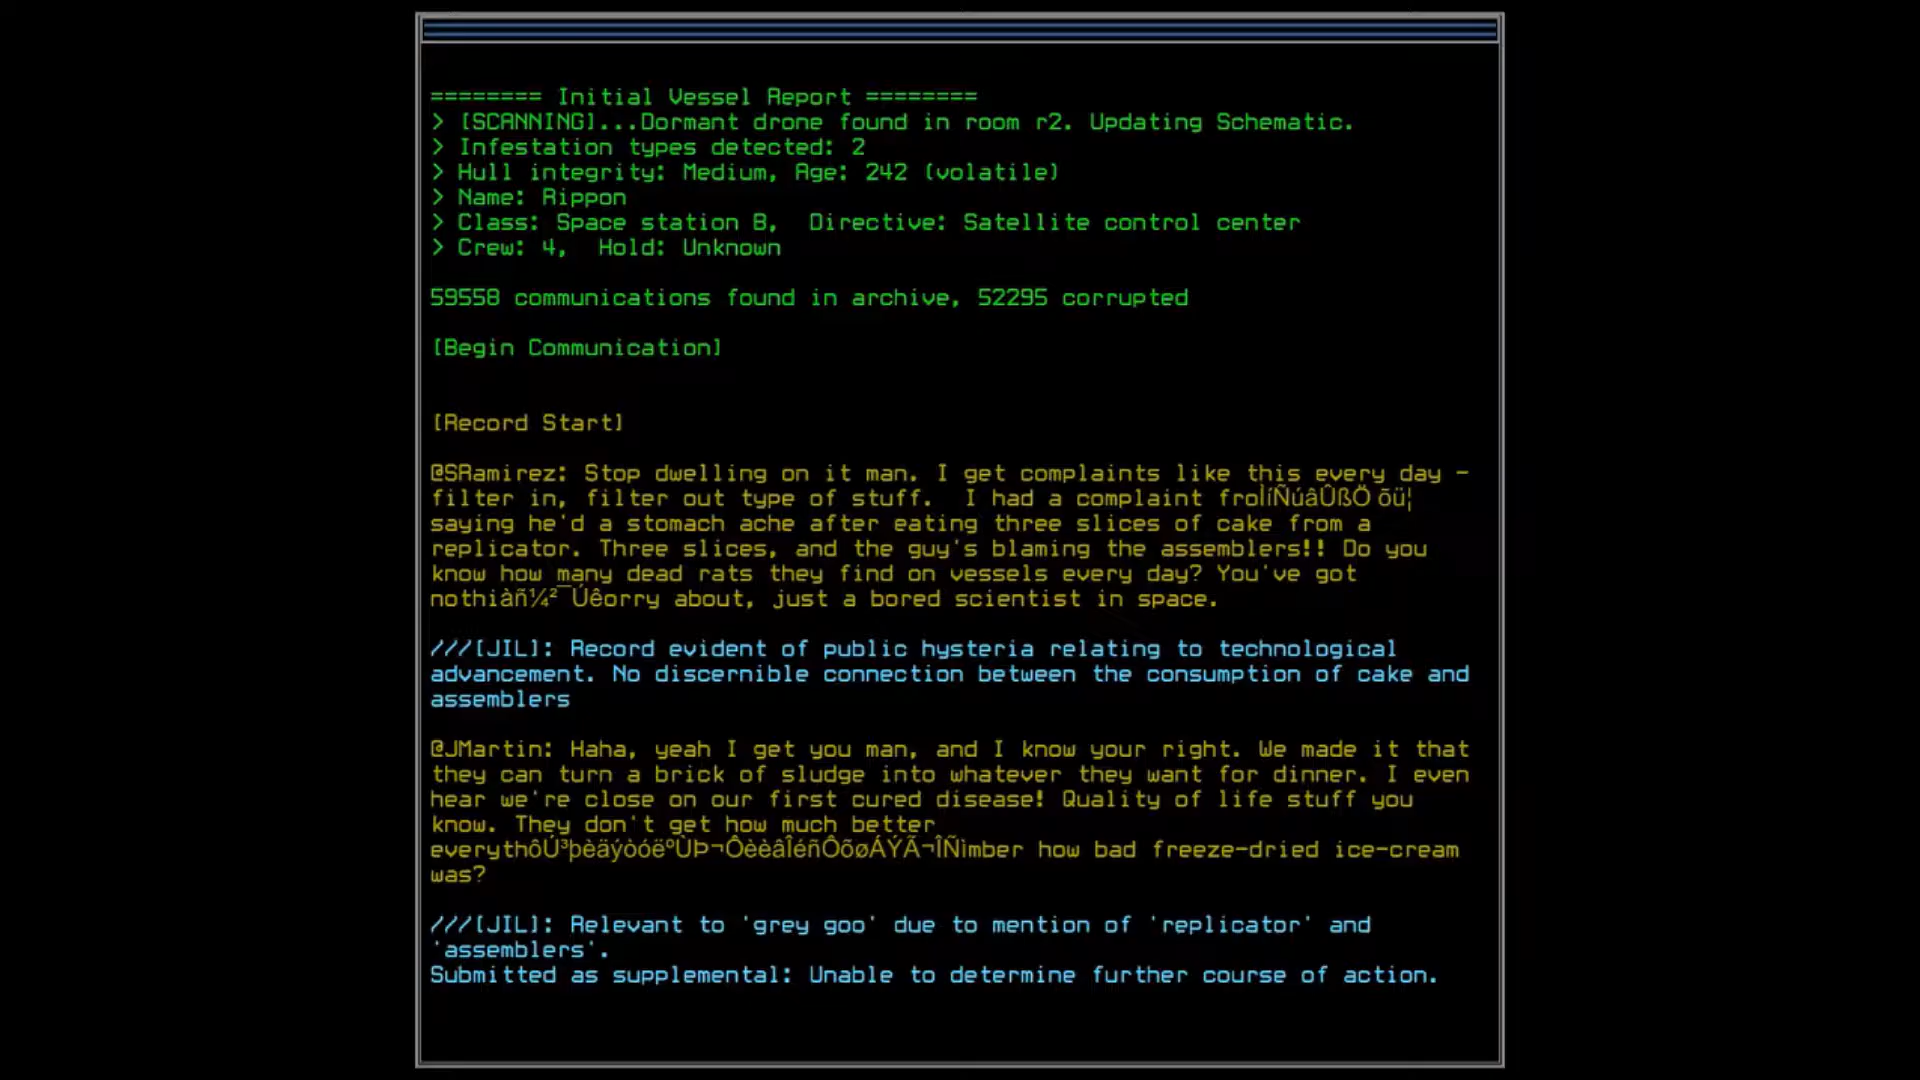 ======== Initial Vessel Report ========
> [SCANNING]...Dormant drone found in room r2. Updating Schematic.
> Infestation types detected: 2
> Hull integrity: Medium, Age: 242 (volatile)
> Name: Rippon
> Class: Space station B,  Directive: Satellite control center
> Crew: 4,  Hold: Unknown
59558 communications found in archive, 52295 corrupted
[Begin Communication]
[Record Start]
@SRamirez: Stop dwelling on it man. I get complaints like this every day -
filter in, filter out type of stuff.  I had a complaint froÌíÑúâÛßÖ õü¦
saying he'd a stomach ache after eating three slices of cake from a
replicator. Three slices, and the guy's blaming the assemblers!! Do you
know how many dead rats they find on vessels every day? You've got
nothiàñ¼²¯Úêorry about, just a bored scientist in space.
///[JIL]: Record evident of public hysteria relating to technological
advancement. No discernible connection between the consumption of cake and
assemblers
@JMartin: Haha, yeah I get you man, and I know your right. We made it that
they can turn a brick of sludge into whatever they want for dinner. I even
hear we're close on our first cured disease! Quality of life stuff you
know. They don't get how much better
everythôÚ³þèäýòóëºÙÞ¬ÔèèâÎéñÔõøÁÝÃ¬ÎÑìmber how bad freeze-dried ice-cream
was?
///[JIL]: Relevant to 'grey goo' due to mention of 'replicator' and
'assemblers'.
Submitted as supplemental: Unable to determine further course of action.